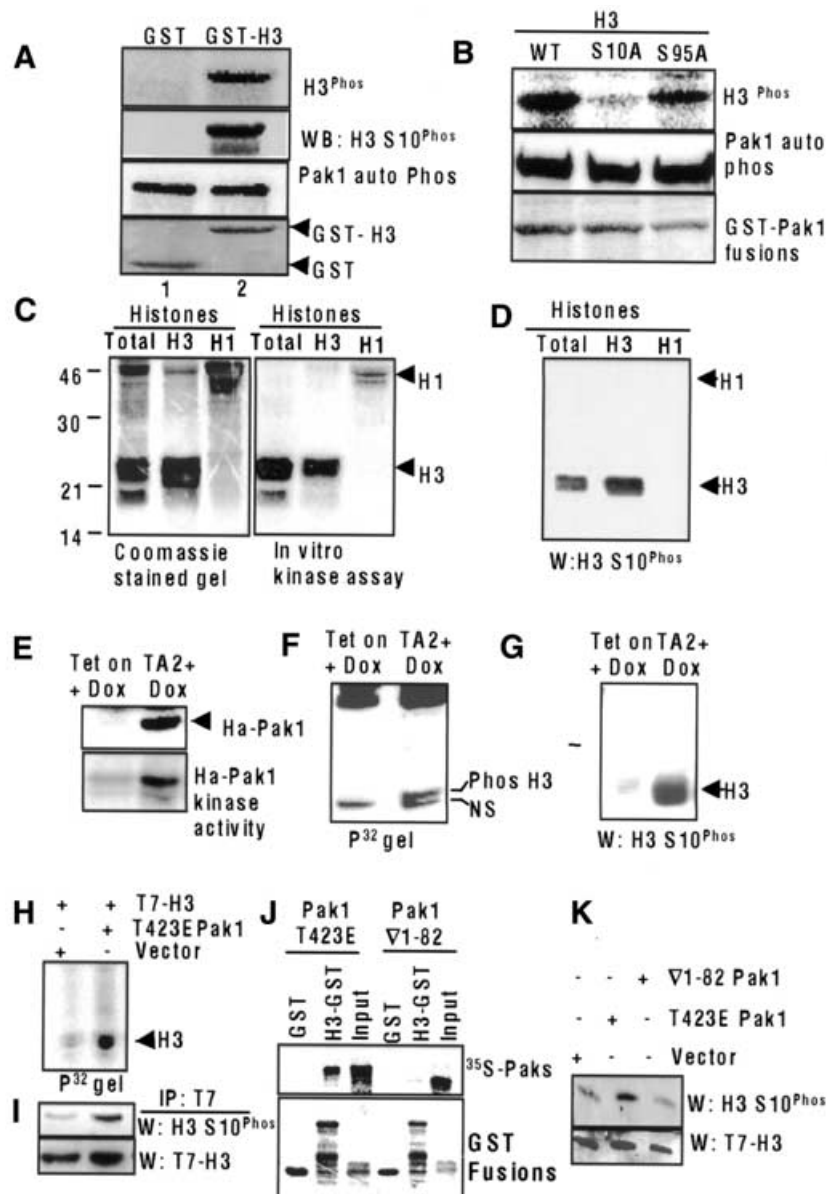 A
GST GST-H3
H3Phos
WB: H3 S10Phos
Pak1 auto Phos
GST-H3
GST
1 2
B
H3
WT S10A S95A
H3 Phos
Pak1 auto
phos
GST-Pak1
fusions
C
Histones Histones
Total H3 H1 Total H3 H1
46
30
21
14
H1
H3
Coomassie
stained gel
In vitro
kinase assay
D
Histones
Total H3 H1
H1
H3
W:H3 S10Phos
E
Tet on TA2+
+ Dox Dox
Ha-Pak1
Ha-Pak1
kinase
activity
F
Tet on TA2+
+ Dox Dox
Phos H3
NS
P32 gel
G
Tet on TA2+
+ Dox Dox
H3
W: H3 S10Phos
H
+ + T7-H3
- + T423E Pak1
+ - Vector
H3
P32 gel
I
IP: T7
W: H3 S10Phos
W: T7-H3
J
Pak1 Pak1
T423E ∇1-82
GST H3-GST Input GST H3-GST Input
35S-Paks
GST
Fusions
K
- - + ∇1-82 Pak1
- + - T423E Pak1
+ - - Vector
W: H3 S10Phos
W: T7-H3